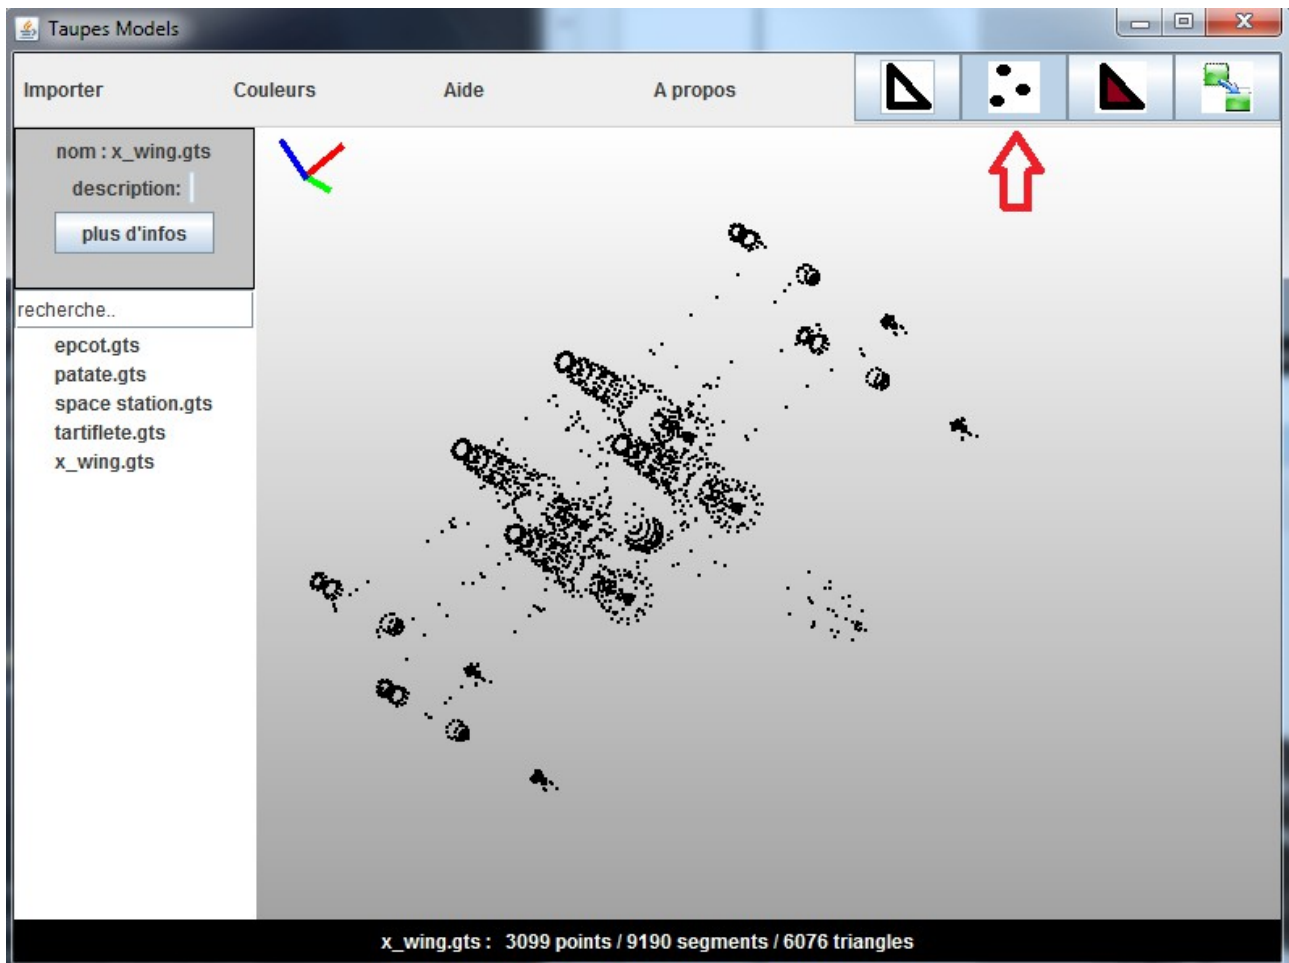 Taupes Models
Importer Couleurs Aide A propos
nom : x_wing.gts
description:
plus d'infos
recherche..
epcot.gts
patate.gts
space station.gts
tartiflete.gts
x_wing.gts
x_wing.gts : 3099 points / 9190 segments / 6076 triangles